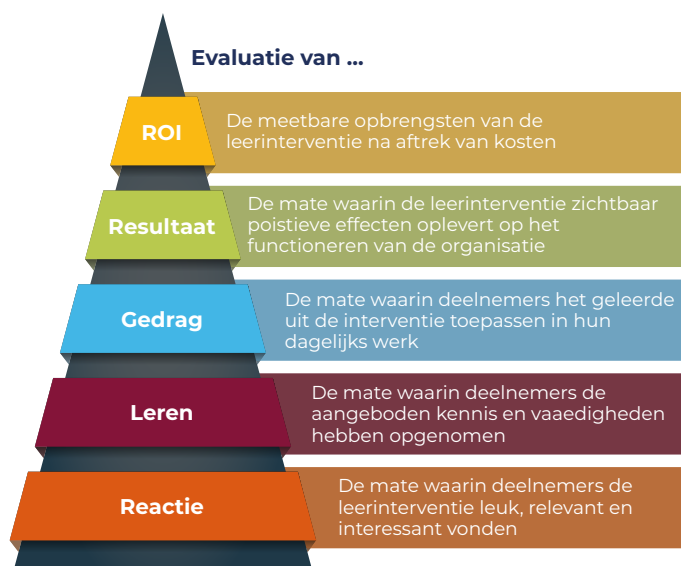 Evaluatie van ...
ROI
De meetbare opbrengsten van de
leerinterventie na aftrek van kosten
Resultaat
De mate waarin de leerinterventie zichtbaar
poistieve effecten oplevert op het
functioneren van de organisatie
Gedrag
De mate waarin deelnemers het geleerde
uit de interventie toepassen in hun
dagelijks werk
Leren
De mate waarin deelnemers de
aangeboden kennis en vaaedigheden
hebben opgenomen
Reactie
De mate waarin deelnemers de
leerinterventie leuk, relevant en
interessant vonden